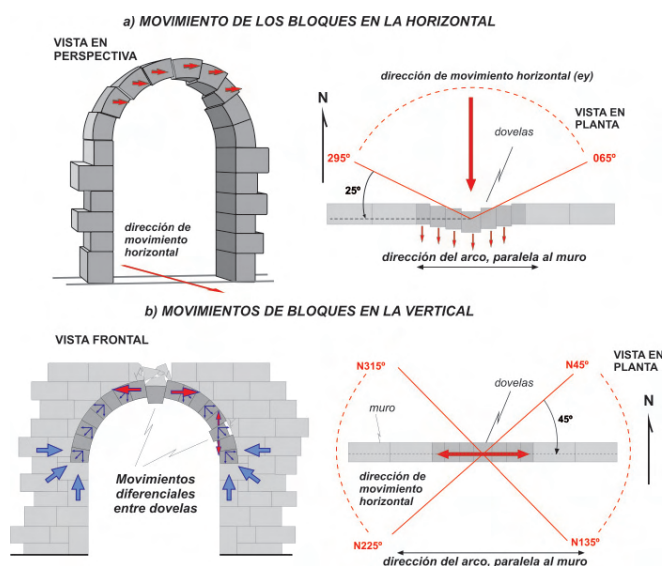 a) MOVIMIENTO DE LOS BLOQUES EN LA HORIZONTAL
VISTA EN
PERSPECTIVA
dirección de
movimiento
horizontal
dirección de movimiento horizontal (ey)
N
VISTA EN
PLANTA
dovelas
295º
065º
25º
dirección del arco, paralela al muro
b) MOVIMIENTOS DE BLOQUES EN LA VERTICAL
VISTA FRONTAL
Movimientos
diferenciales
entre dovelas
VISTA EN
PLANTA
N315º
N45º
dovelas
N
muro
45º
dirección de
movimiento
horizontal
N225º
N135º
dirección del arco, paralela al muro